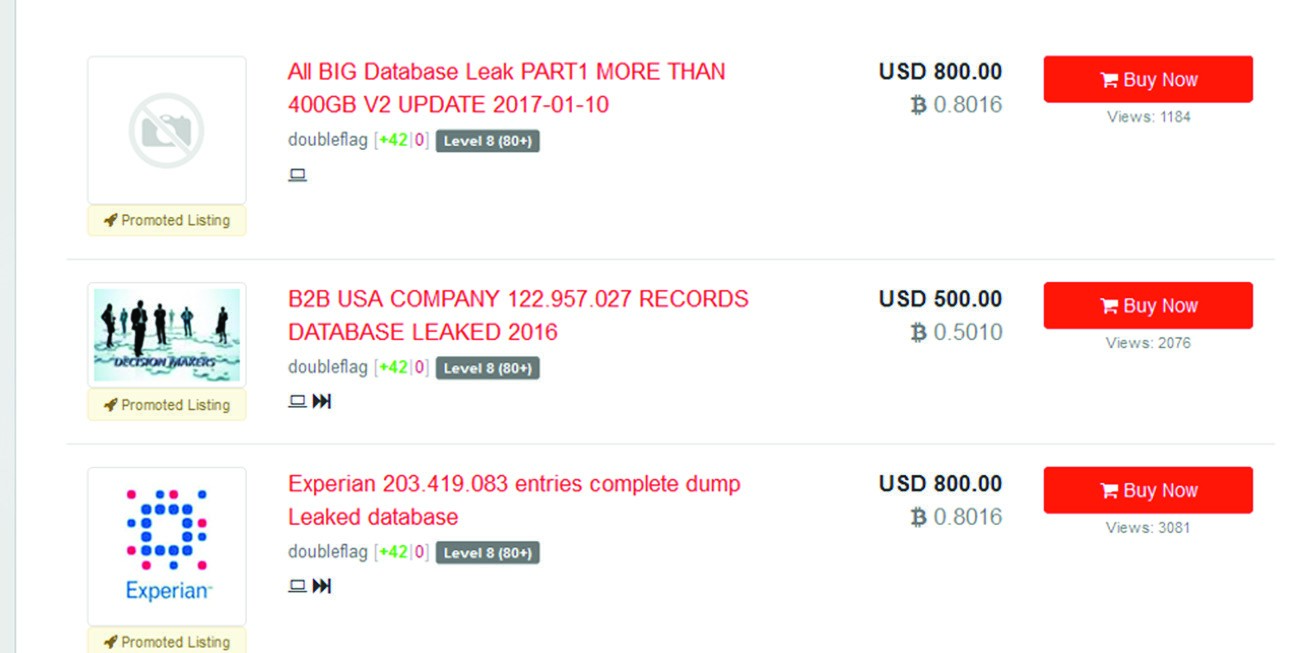 All BIG Database Leak PART1 MORE THAN
400GB V2 UPDATE 2017-01-10
doubleflag [+42|0] Level 8 (80+)
USD 800.00
฿ 0.8016
Buy Now
Views: 1184
Promoted Listing
B2B USA COMPANY 122.957.027 RECORDS
DATABASE LEAKED 2016
doubleflag [+42|0] Level 8 (80+)
USD 500.00
฿ 0.5010
Buy Now
Views: 2076
DECISION MAKERS
Promoted Listing
Experian 203.419.083 entries complete dump
Leaked database
doubleflag [+42|0] Level 8 (80+)
USD 800.00
฿ 0.8016
Buy Now
Views: 3081
Experian
Promoted Listing